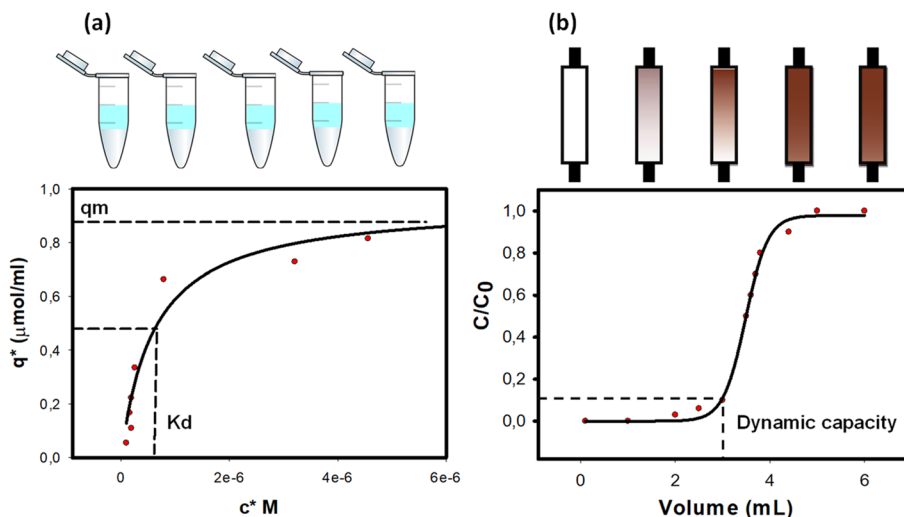 (a)
(b)
1,0
qm
0,8
0,6
0,4
0,2
0,0
q* (μmol/ml)
Kd
0
2e-6
4e-6
6e-6
c* M
1,0
0,8
0,6
0,4
0,2
0,0
C/C0
Dynamic capacity
0
2
4
6
Volume (mL)